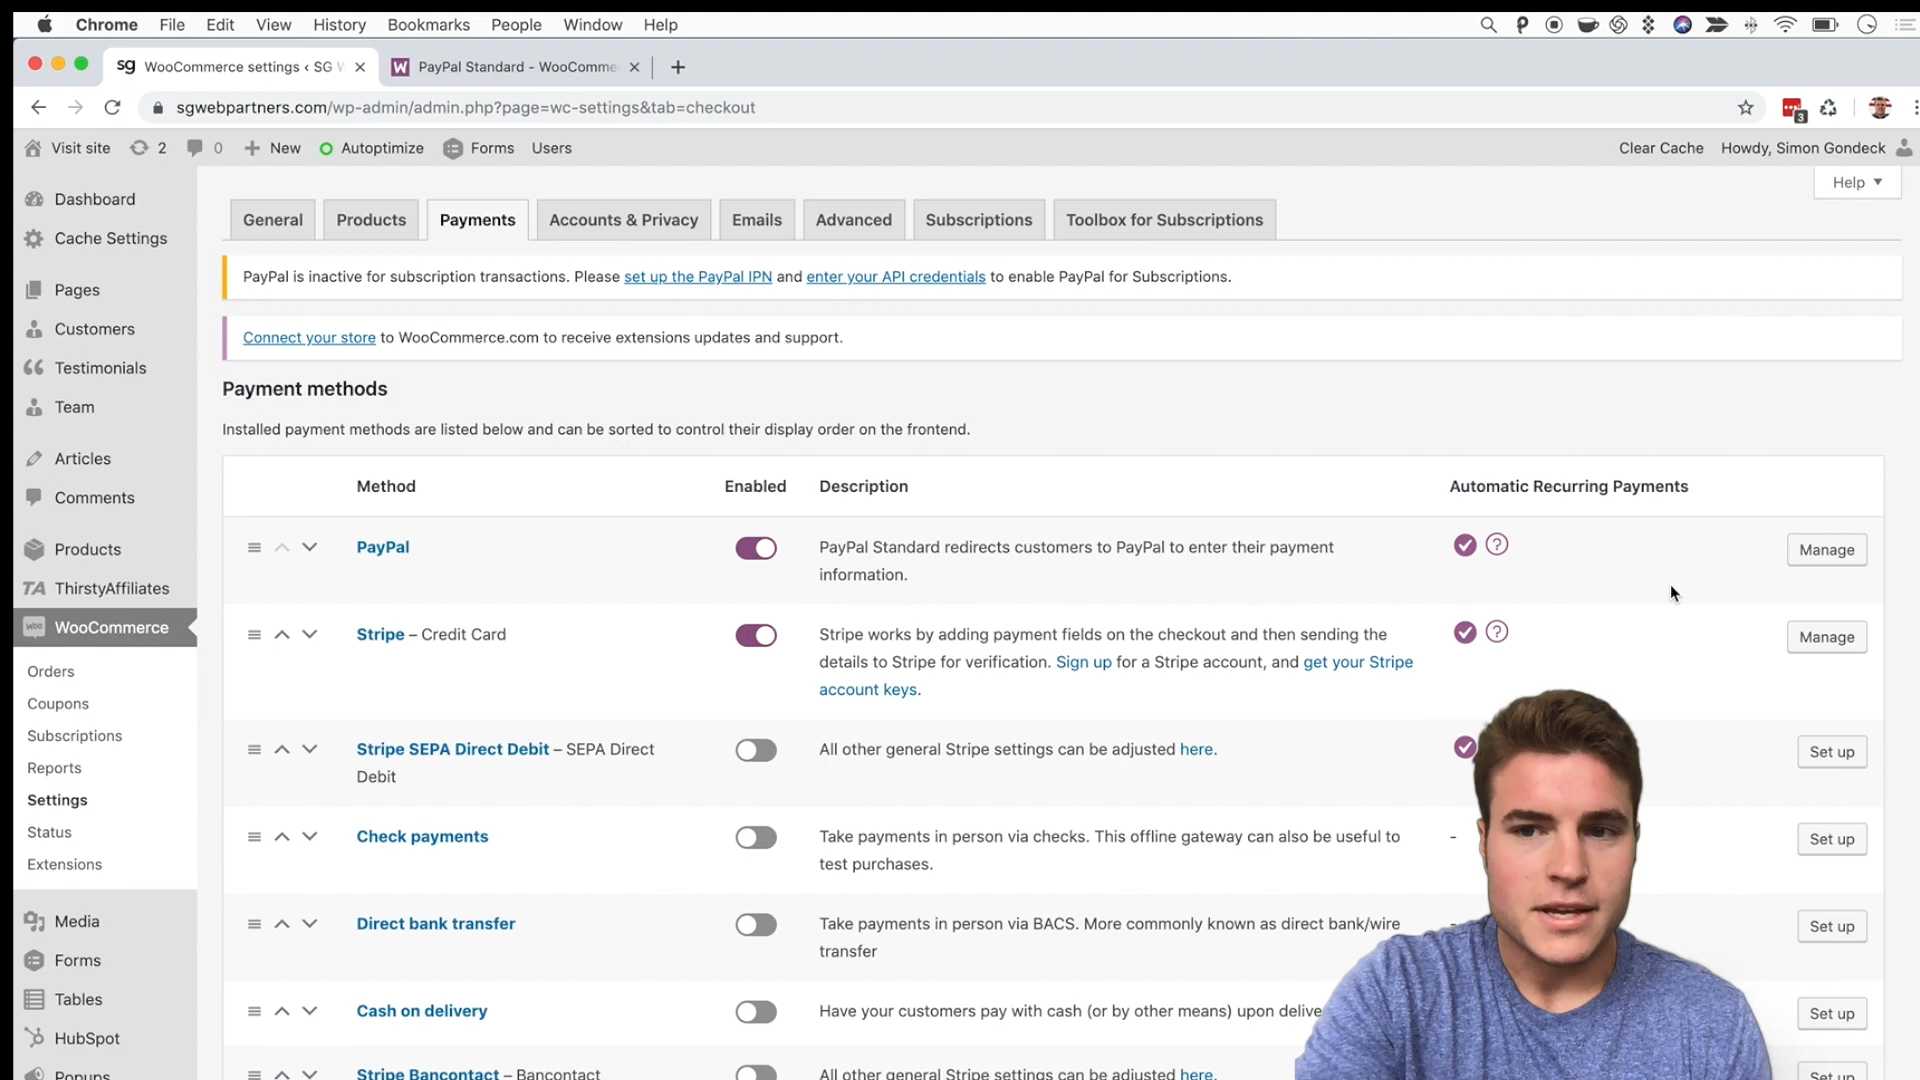 Chrome File Edit View History Bookmarks People Window Help
sg WooCommerce settings ‹ SG W
PayPal Standard - WooComme
sgwebpartners.com/wp-admin/admin.php?page=wc-settings&tab=checkout
3
Visit site 2 0 New Autoptimize Forms Users Clear Cache Howdy, Simon Gondeck
Help
Dashboard
Cache Settings
Pages
Customers
Testimonials
Team
Articles
Comments
Products
TA ThirstyAffiliates
woo WooCommerce
Orders
Coupons
Subscriptions
Reports
Settings
Status
Extensions
Media
Forms
Tables
HubSpot
Popups
General Products Payments Accounts & Privacy Emails Advanced Subscriptions Toolbox for Subscriptions
PayPal is inactive for subscription transactions. Please set up the PayPal IPN and enter your API credentials to enable PayPal for Subscriptions.
Connect your store to WooCommerce.com to receive extensions updates and support.
Payment methods
Installed payment methods are listed below and can be sorted to control their display order on the frontend.
Method Enabled Description Automatic Recurring Payments
PayPal
PayPal Standard redirects customers to PayPal to enter their payment
information.
?
Manage
Stripe – Credit Card
Stripe works by adding payment fields on the checkout and then sending the
details to Stripe for verification. Sign up for a Stripe account, and get your Stripe
account keys.
?
Manage
Stripe SEPA Direct Debit – SEPA Direct
Debit
All other general Stripe settings can be adjusted here.
Set up
Check payments
Take payments in person via checks. This offline gateway can also be useful to
test purchases.
-
Set up
Direct bank transfer
Take payments in person via BACS. More commonly known as direct bank/wire
transfer
-
Set up
Cash on delivery
Have your customers pay with cash (or by other means) upon delive
Set up
Stripe Bancontact – Bancontact
All other general Stripe settings can be adjusted here.
Set up